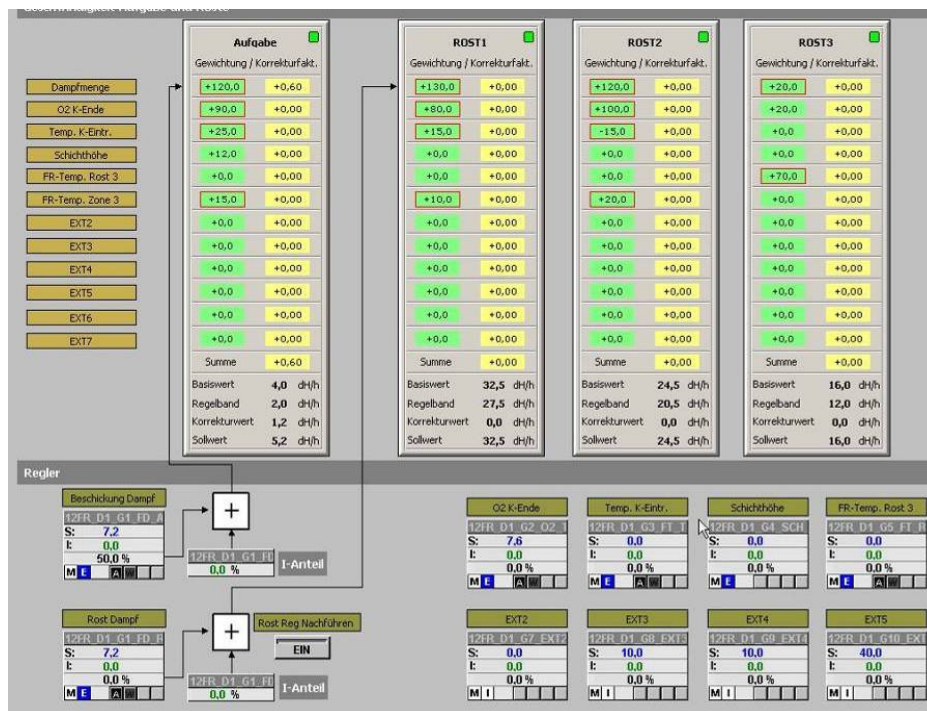 Geschwindigkeit Aufgabe und Roste
Aufgabe ROST1 ROST2 ROST3
Gewichtung / Korrekturfakt. Gewichtung / Korrekturfakt. Gewichtung / Korrekturfakt. Gewichtung / Korrekturfakt.
Dampfmenge +120,0 +0,60 +130,0 +0,00 +120,0 +0,00 +20,0 +0,00
O2 K-Ende +90,0 +0,00 +80,0 +0,00 +100,0 +0,00 +20,0 +0,00
Temp. K-Eintr. +25,0 +0,00 +15,0 +0,00 -15,0 +0,00 +0,0 +0,00
Schichthöhe +12,0 +0,00 +0,0 +0,00 +0,0 +0,00 +0,0 +0,00
FR-Temp. Rost 3 +0,0 +0,00 +0,0 +0,00 +0,0 +0,00 +70,0 +0,00
FR-Temp. Zone 3 +15,0 +0,00 +10,0 +0,00 +20,0 +0,00 +0,0 +0,00
EXT2 +0,0 +0,00 +0,0 +0,00 +0,0 +0,00 +0,0 +0,00
EXT3 +0,0 +0,00 +0,0 +0,00 +0,0 +0,00 +0,0 +0,00
EXT4 +0,0 +0,00 +0,0 +0,00 +0,0 +0,00 +0,0 +0,00
EXT5 +0,0 +0,00 +0,0 +0,00 +0,0 +0,00 +0,0 +0,00
EXT6 +0,0 +0,00 +0,0 +0,00 +0,0 +0,00 +0,0 +0,00
EXT7 +0,0 +0,00 +0,0 +0,00 +0,0 +0,00 +0,0 +0,00
Summe +0,60 Summe +0,00 Summe +0,00 Summe +0,00
Basiswert 4,0 dH/h Basiswert 32,5 dH/h Basiswert 24,5 dH/h Basiswert 16,0 dH/h
Regelband 2,0 dH/h Regelband 27,5 dH/h Regelband 20,5 dH/h Regelband 12,0 dH/h
Korrekturwert 1,2 dH/h Korrekturwert 0,0 dH/h Korrekturwert 0,0 dH/h Korrekturwert 0,0 dH/h
Sollwert 5,2 dH/h Sollwert 32,5 dH/h Sollwert 24,5 dH/h Sollwert 16,0 dH/h
Regler
Beschickung Dampf
12FR_D1_G1_FD_A
S: 7,2
I: 0,0
50,0 %
M E A W
+
12FR_D1_G1_FD
0,0 %
I-Anteil
O2 K-Ende Temp. K-Eintr. Schichthöhe FR-Temp. Rost 3
12FR_D1_G2_O2_T 12FR_D1_G3_FT_T 12FR_D1_G4_SCH 12FR_D1_G5_FT_R
S: 7,6 S: 0,0 S: 0,0 S: 0,0
I: 0,0 I: 0,0 I: 0,0 I: 0,0
0,0 % 0,0 % 0,0 % 0,0 %
M E A W M E A W M E A W M E A W
Rost Dampf
12FR_D1_G1_FD_R
S: 7,2
I: 0,0
0,0 %
M E A W
+
12FR_D1_G1_FD
0,0 %
I-Anteil
Rost Reg Nachführen
EIN
EXT2 EXT3 EXT4 EXT5
12FR_D1_G7_EXT2 12FR_D1_G8_EXT3 12FR_D1_G9_EXT4 12FR_D1_G10_EXT
S: 0,0 S: 10,0 S: 10,0 S: 40,0
I: 0,0 I: 0,0 I: 0,0 I: 0,0
0,0 % 0,0 % 0,0 % 0,0 %
M I M I M I M I